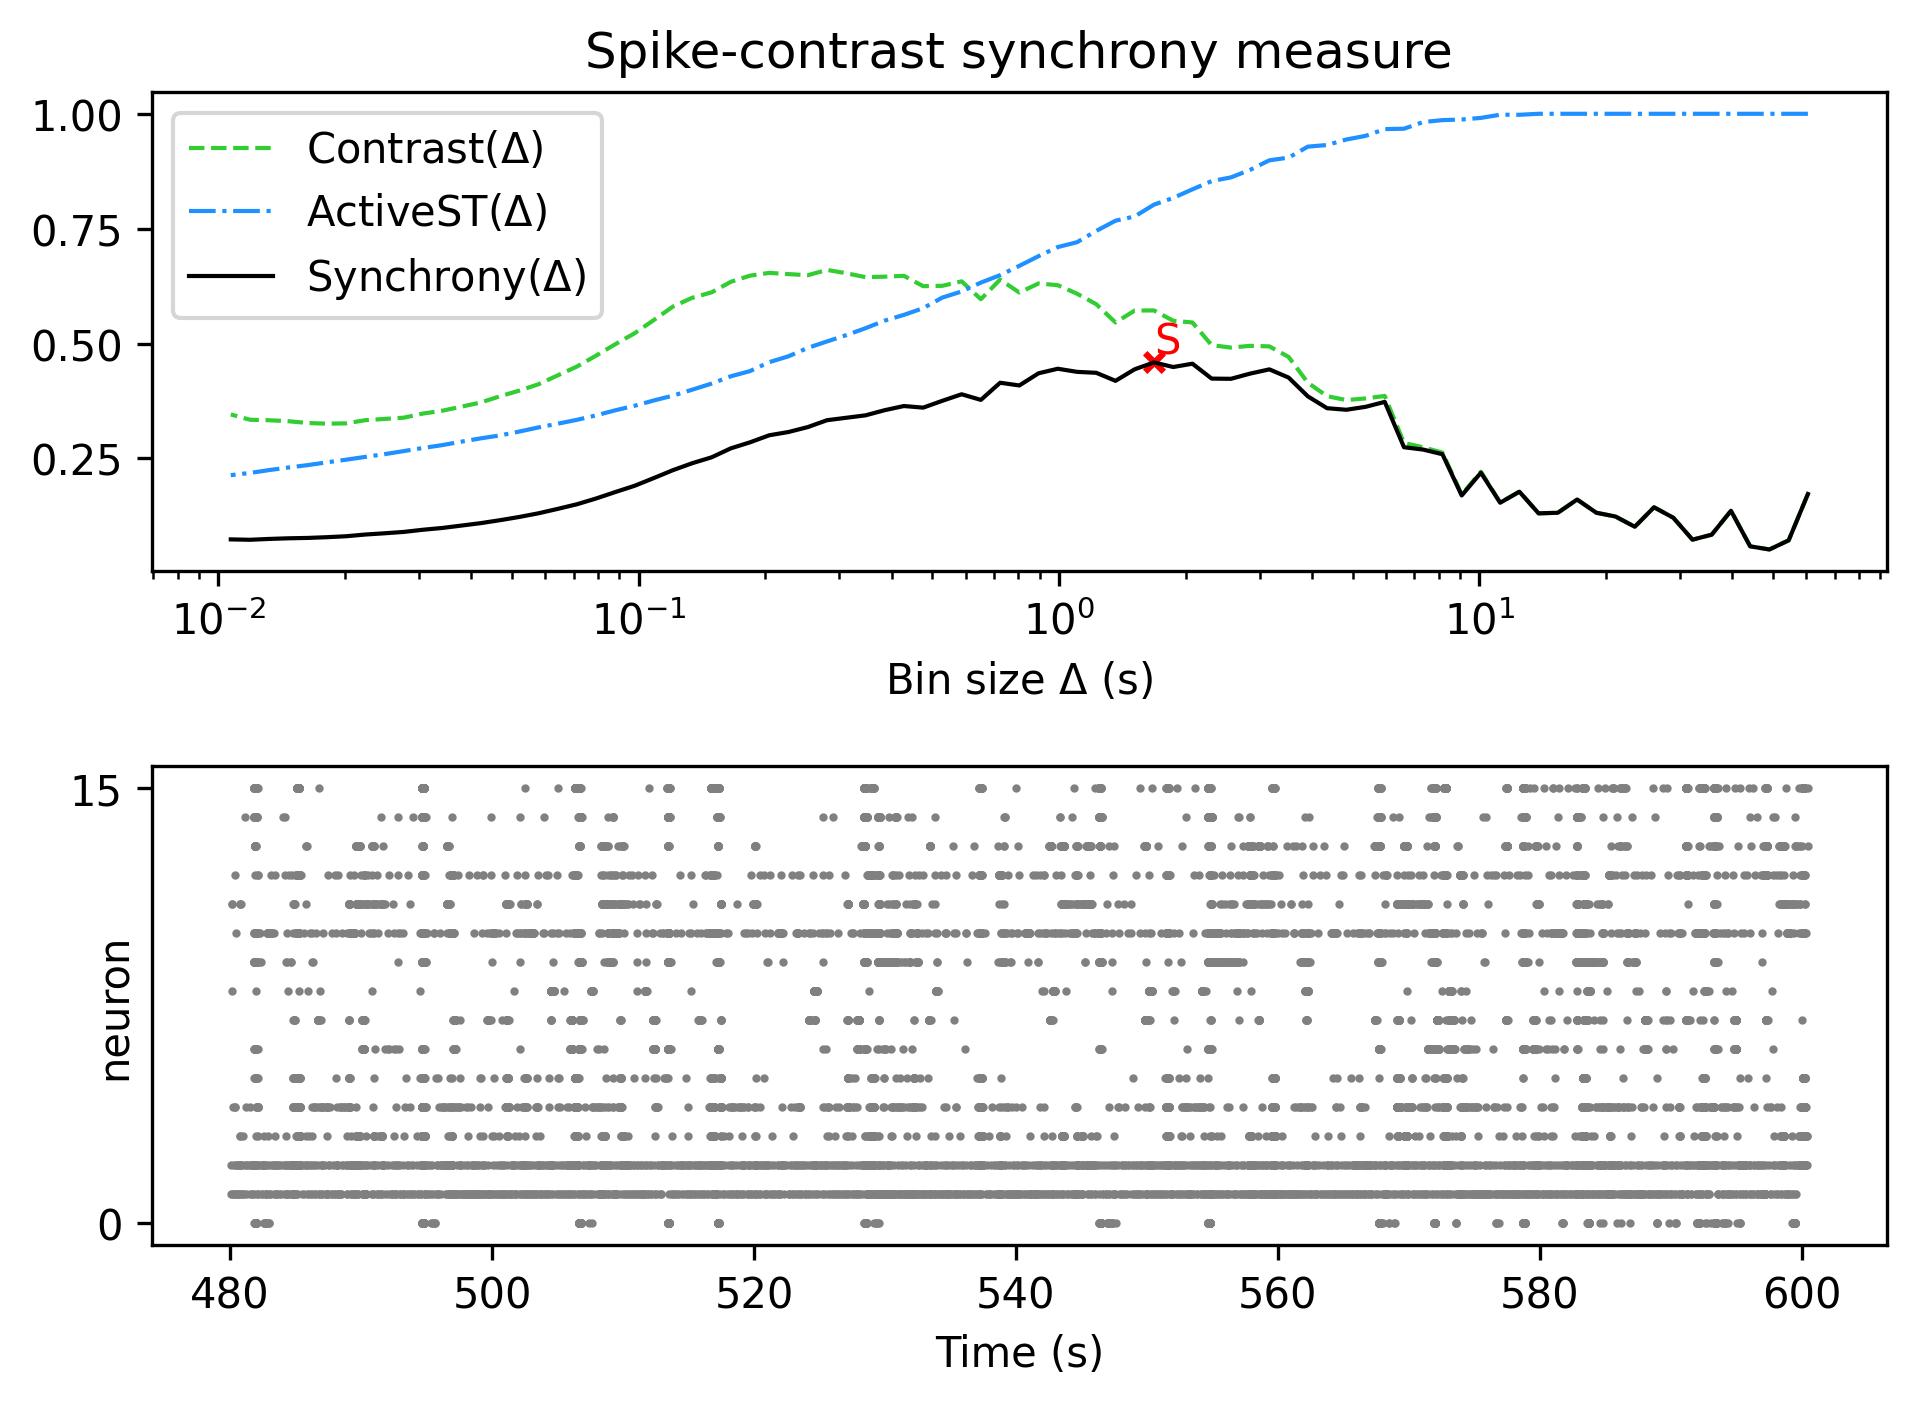 Spike-contrast synchrony measure
1.00
0.75
0.50
0.25
Contrast(Δ)
ActiveST(Δ)
Synchrony(Δ)
S
10⁻² 10⁻¹ 10⁰ 10¹
Bin size Δ (s)
15
0
neuron
480 500 520 540 560 580 600
Time (s)